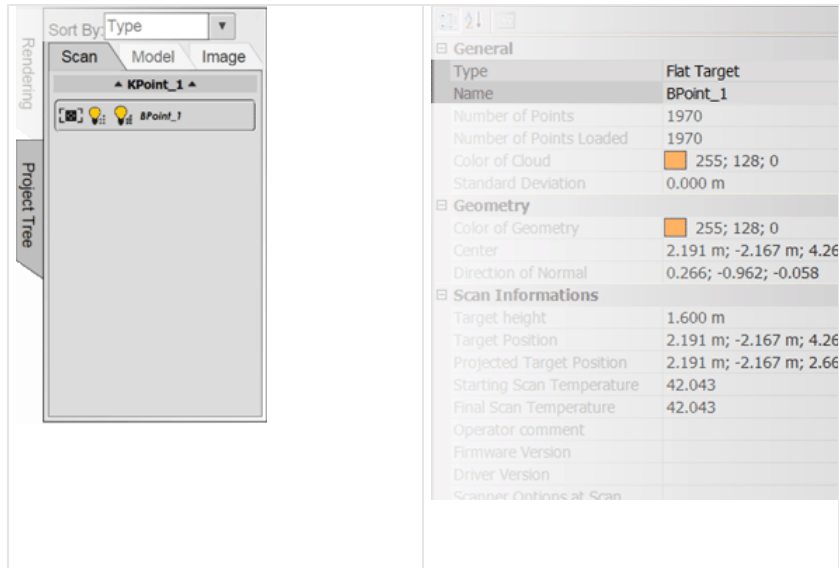 Sort By: Type
Scan Model Image
KPoint_1
BPoint_1
Rendering
Project Tree
General
Type Flat Target
Name BPoint_1
Number of Points 1970
Number of Points Loaded 1970
Color of Cloud 255; 128; 0
Standard Deviation 0.000 m
Geometry
Color of Geometry 255; 128; 0
Center 2.191 m; -2.167 m; 4.26
Direction of Normal 0.266; -0.962; -0.058
Scan Informations
Target height 1.600 m
Target Position 2.191 m; -2.167 m; 4.26
Projected Target Position 2.191 m; -2.167 m; 2.66
Starting Scan Temperature 42.043
Final Scan Temperature 42.043
Operator comment
Firmware Version
Driver Version
Scanner Options at Scan